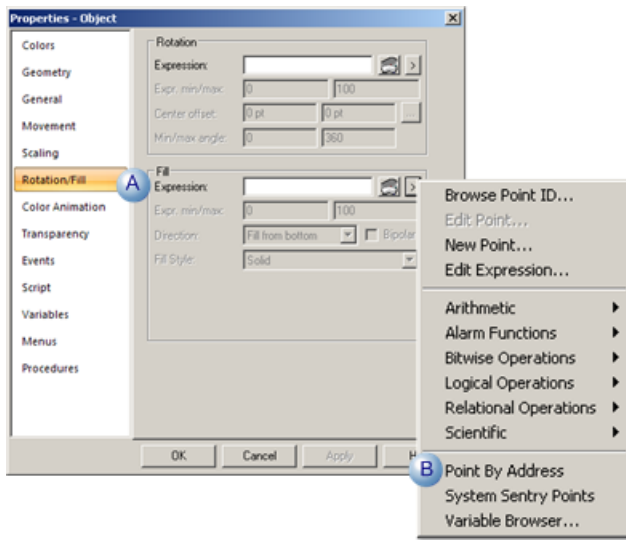 Properties - Object
Colors
Geometry
General
Movement
Scaling
Rotation/Fill
Color Animation
Transparency
Events
Script
Variables
Menus
Procedures
A
Rotation
Expression:
>
Expr. min/max:
0
100
Center offset:
0 pt
0 pt
...
Min/max angle:
0
360
Fill
Expression:
>
Expr. min/max:
0
100
Direction:
Fill from bottom
Bipolar
Fill Style:
Solid
OK
Cancel
Apply
Browse Point ID...
Edit Point...
New Point...
Edit Expression...
Arithmetic
Alarm Functions
Bitwise Operations
Logical Operations
Relational Operations
Scientific
B
Point By Address
System Sentry Points
Variable Browser...